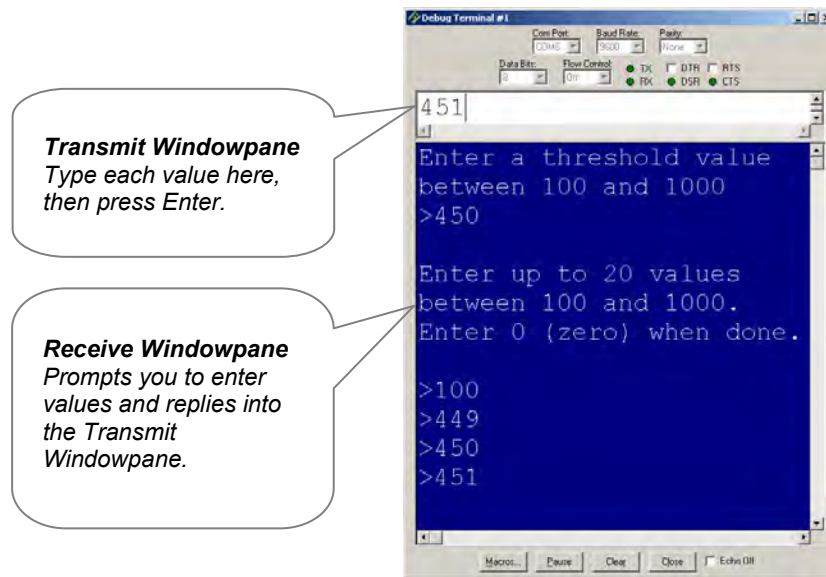 Debug Terminal #1
Com Port: Baud Rate: Parity:
COM6 9600 None
Data Bits: Flow Control: TX DTR RTS
8 Off RX DSR CTS
451
Transmit Windowpane
Type each value here,
then press Enter.
Enter a threshold value
between 100 and 1000
>450
Enter up to 20 values
between 100 and 1000.
Enter 0 (zero) when done.
Receive Windowpane
Prompts you to enter
values and replies into
the Transmit
Windowpane.
>100
>449
>450
>451
Macros... Pause Clear Close Echo Off